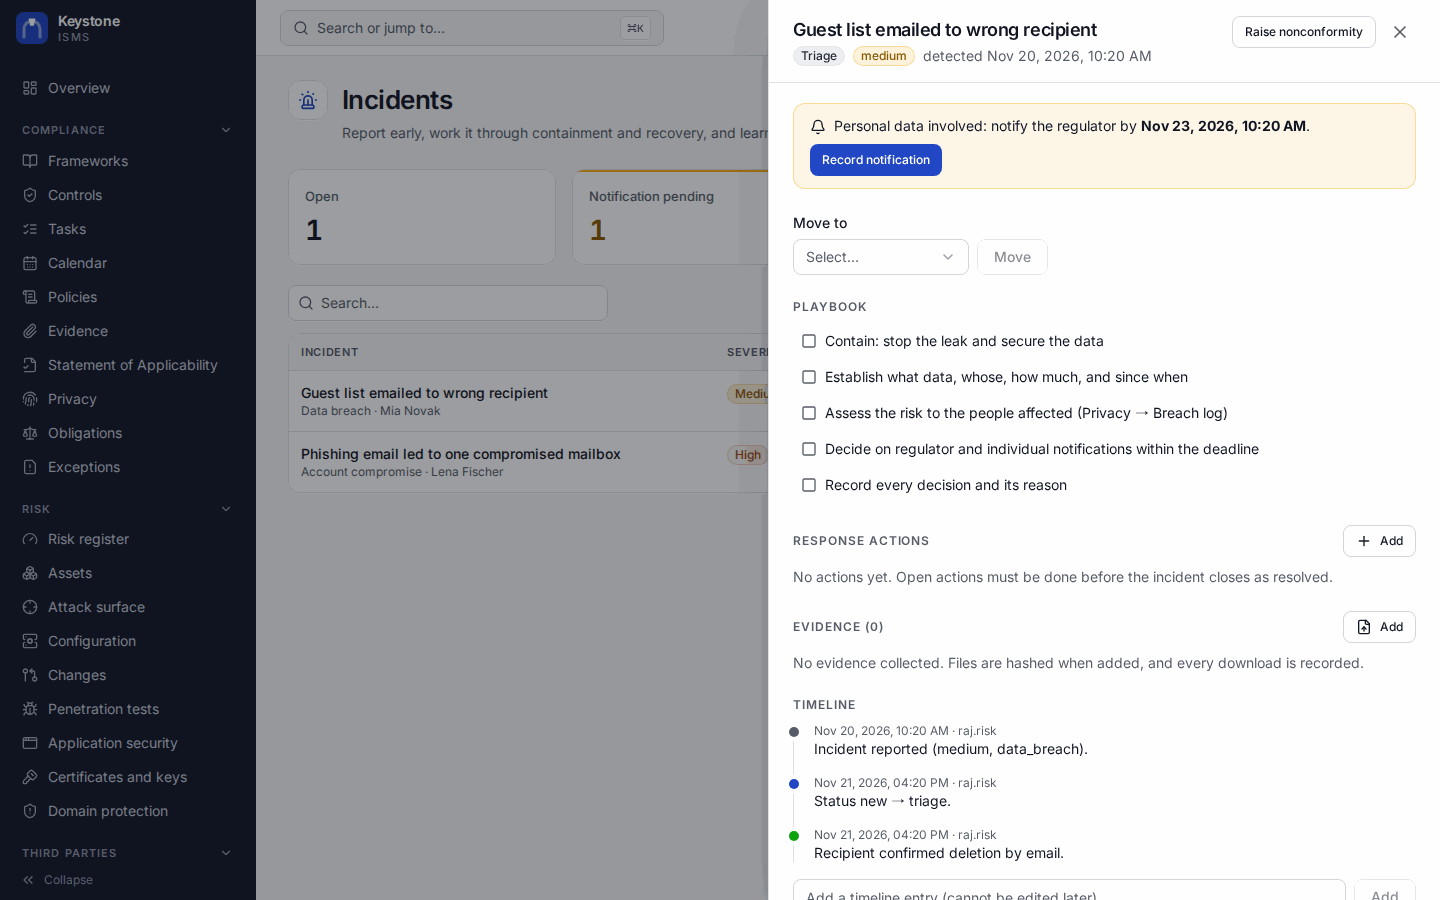 Keystone
ISMS
Overview
COMPLIANCE
Frameworks
Controls
Tasks
Calendar
Policies
Evidence
Statement of Applicability
Privacy
Obligations
Exceptions
RISK
Risk register
Assets
Attack surface
Configuration
Changes
Penetration tests
Application security
Certificates and keys
Domain protection
THIRD PARTIES
Collapse
Search or jump to...
⌘K
Incidents
Report early, work it through containment and recovery, and learn
Open
1
Notification pending
1
Search...
INCIDENT
Guest list emailed to wrong recipient
Data breach · Mia Novak
Phishing email led to one compromised mailbox
Account compromise · Lena Fischer
High
Guest list emailed to wrong recipient
Raise nonconformity
Triage medium detected Nov 20, 2026, 10:20 AM
Personal data involved: notify the regulator by Nov 23, 2026, 10:20 AM.
Record notification
Move to
Select...
Move
PLAYBOOK
Contain: stop the leak and secure the data
Establish what data, whose, how much, and since when
Assess the risk to the people affected (Privacy → Breach log)
Decide on regulator and individual notifications within the deadline
Record every decision and its reason
RESPONSE ACTIONS
Add
No actions yet. Open actions must be done before the incident closes as resolved.
EVIDENCE (0)
Add
No evidence collected. Files are hashed when added, and every download is recorded.
TIMELINE
Nov 20, 2026, 10:20 AM · raj.risk
Incident reported (medium, data_breach).
Nov 21, 2026, 04:20 PM · raj.risk
Status new → triage.
Nov 21, 2026, 04:20 PM · raj.risk
Recipient confirmed deletion by email.
Add a timeline entry (cannot be edited later)
Add